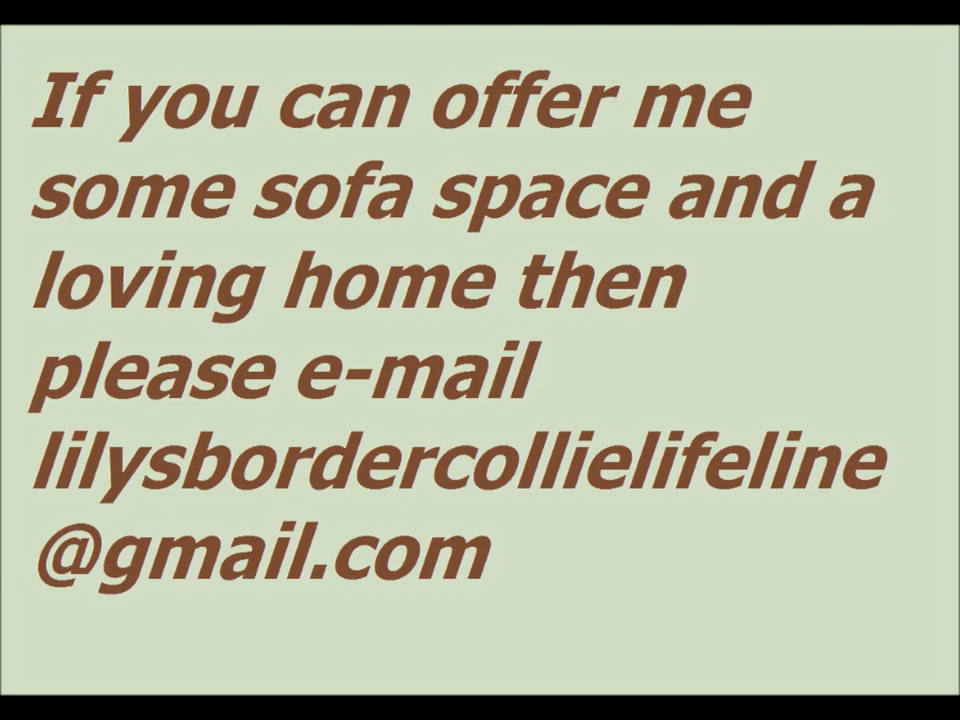 If you can offer me
some sofa space and a
loving home then
please e-mail
lilysbordercollielifeline
@gmail.com